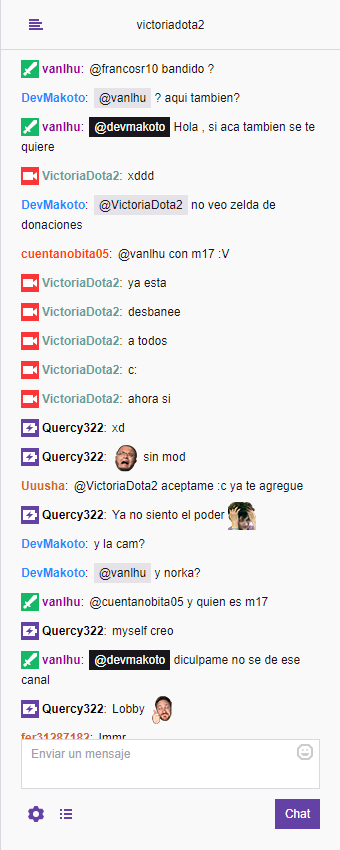 victoriadota2
vanlhu: @francosr10 bandido ?
DevMakoto: @vanlhu ? aqui tambien?
vanlhu: @devmakoto Hola , si aca tambien se te
quiere
VictoriaDota2: xddd
DevMakoto: @VictoriaDota2 no veo zelda de
donaciones
cuentanobita05: @vanlhu con m17 :V
VictoriaDota2: ya esta
VictoriaDota2: desbanee
VictoriaDota2: a todos
VictoriaDota2: c:
VictoriaDota2: ahora si
Quercy322: xd
Quercy322: sin mod
Uuusha: @VictoriaDota2 aceptame :c ya te agregue
Quercy322: Ya no siento el poder
DevMakoto: y la cam?
DevMakoto: @vanlhu y norka?
vanlhu: @cuentanobita05 y quien es m17
Quercy322: myself creo
vanlhu: @devmakoto diculpame no se de ese
canal
Quercy322: Lobby
fer31287182:
Enviar un mensaje
Chat